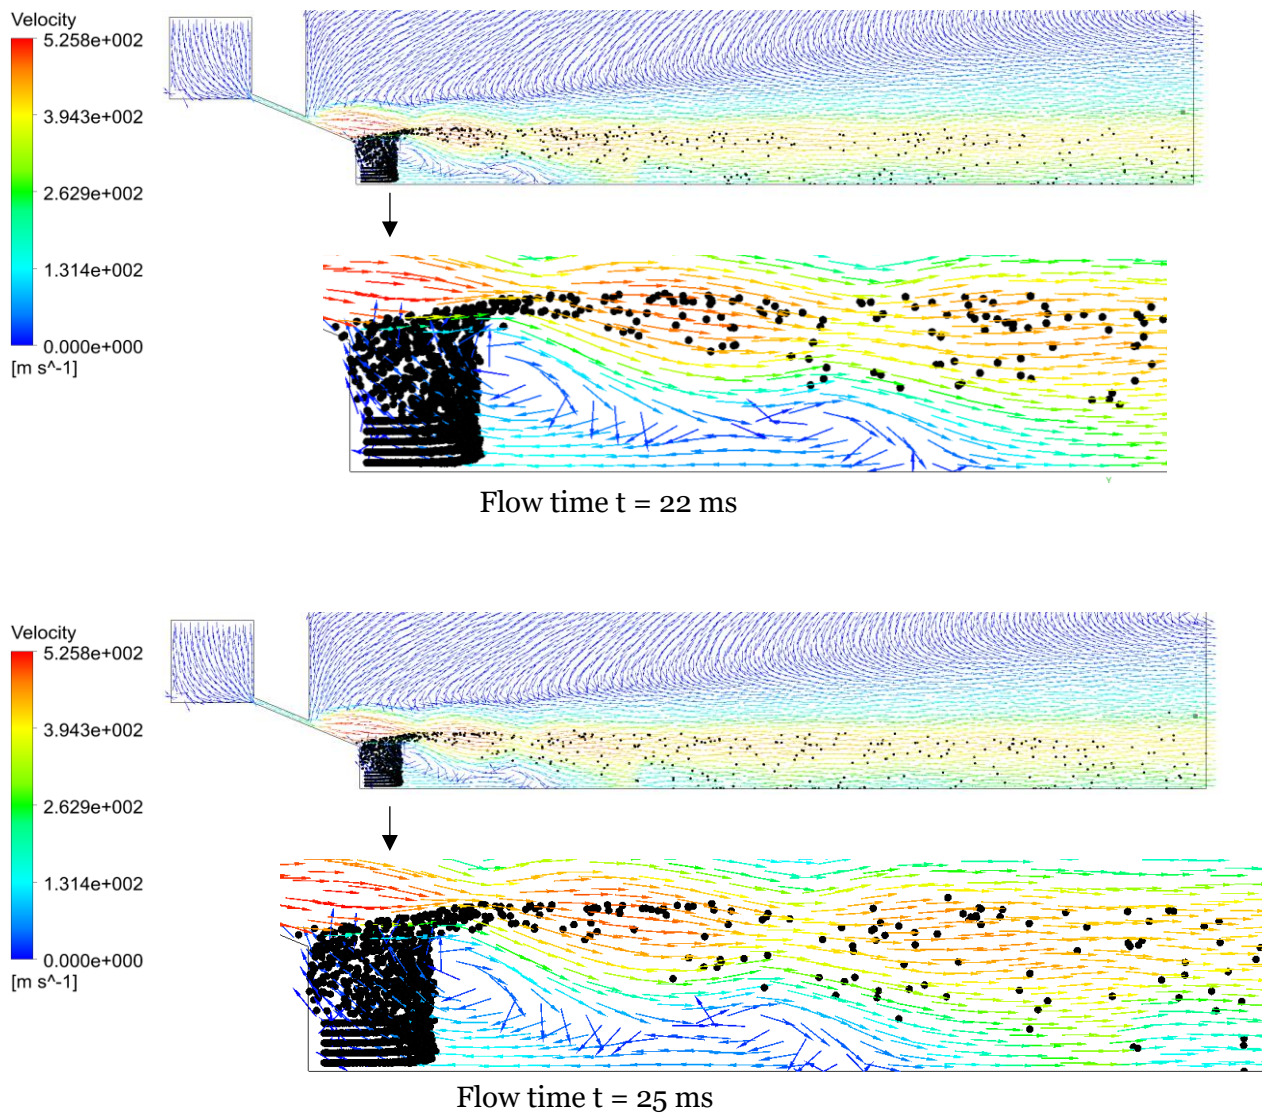 Velocity
5.258e+002
3.943e+002
2.629e+002
1.314e+002
0.000e+000
[m s^-1]
Y
Flow time t = 22 ms
Velocity
5.258e+002
3.943e+002
2.629e+002
1.314e+002
0.000e+000
[m s^-1]
Flow time t = 25 ms